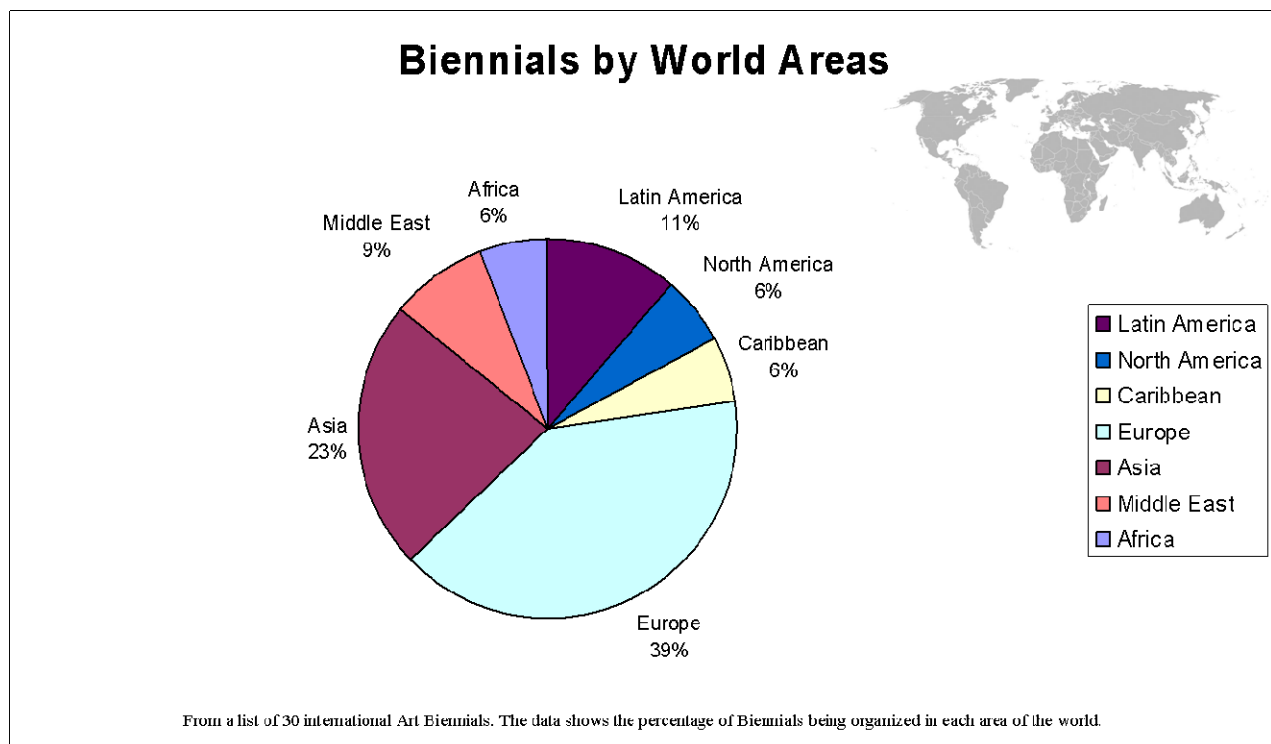 Biennials by World Areas
Africa
6%
Latin America
11%
Middle East
9%
North America
6%
Caribbean
6%
Asia
23%
Europe
39%
Latin America
North America
Caribbean
Europe
Asia
Middle East
Africa
From a list of 30 international Art Biennials. The data shows the percentage of Biennials being organized in each area of the world.